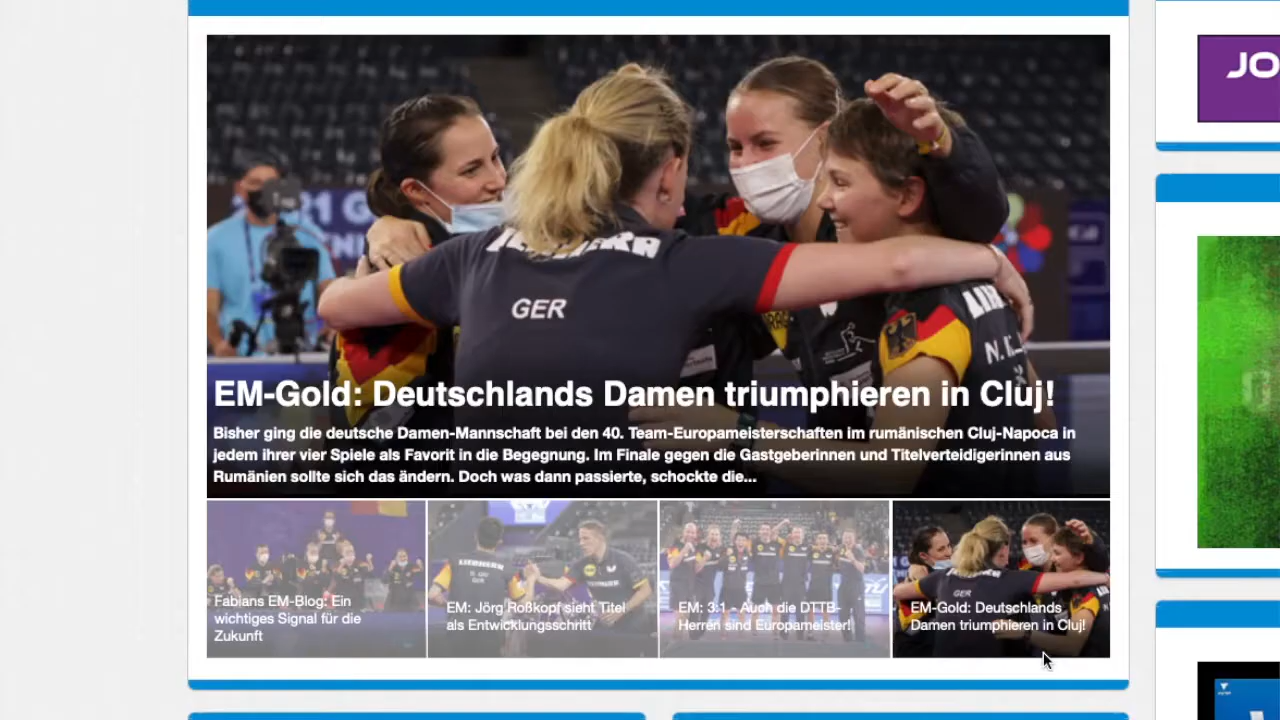 JO
GER
EM-Gold: Deutschlands Damen triumphieren in Cluj!
Bisher ging die deutsche Damen-Mannschaft bei den 40. Team-Europameisterschaften im rumänischen Cluj-Napoca in
jedem ihrer vier Spiele als Favorit in die Begegnung. Im Finale gegen die Gastgeberinnen und Titelverteidigerinnen aus
Rumänien sollte sich das ändern. Doch was dann passierte, schockte die...
Fabians EM-Blog: Ein
wichtiges Signal für die
Zukunft
EM: Jörg Roßkopf sieht Titel
als Entwicklungsschritt
EM: 3:1 - Auch die DTTB-
Herren sind Europameister!
GER
EM-Gold: Deutschlands
Damen triumphieren in Cluj!